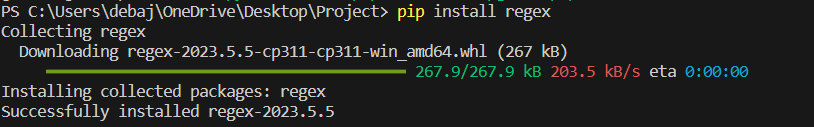 PS C:\Users\debaj\OneDrive\Desktop\Project> pip install regex
Collecting regex
  Downloading regex-2023.5.5-cp311-cp311-win_amd64.whl (267 kB)
267.9/267.9 kB 203.5 kB/s eta 0:00:00
Installing collected packages: regex
Successfully installed regex-2023.5.5